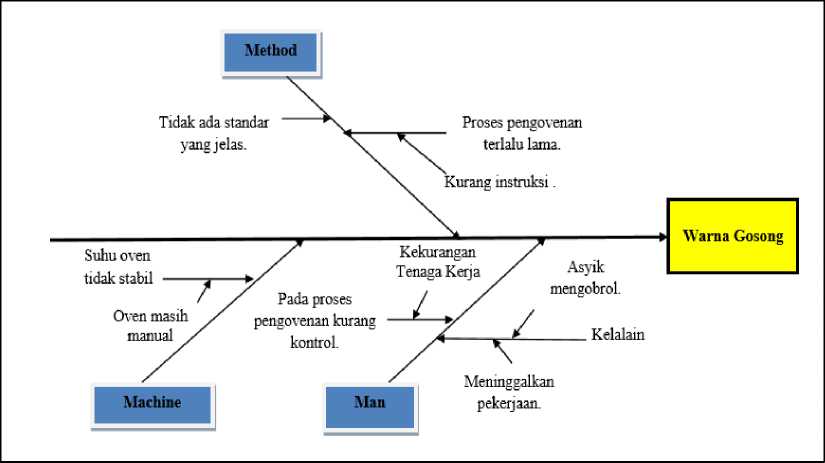 Method
Tidak ada standar
yang jelas.
Proses pengovenan
terlalu lama.
Kurang instruksi .
Warna Gosong
Suhu oven
tidak stabil
Oven masih
manual
Kekurangan
Tenaga Kerja
Pada proses
pengovenan kurang
kontrol.
Asyik
mengobrol.
Kelalain
Meninggalkan
pekerjaan.
Machine
Man